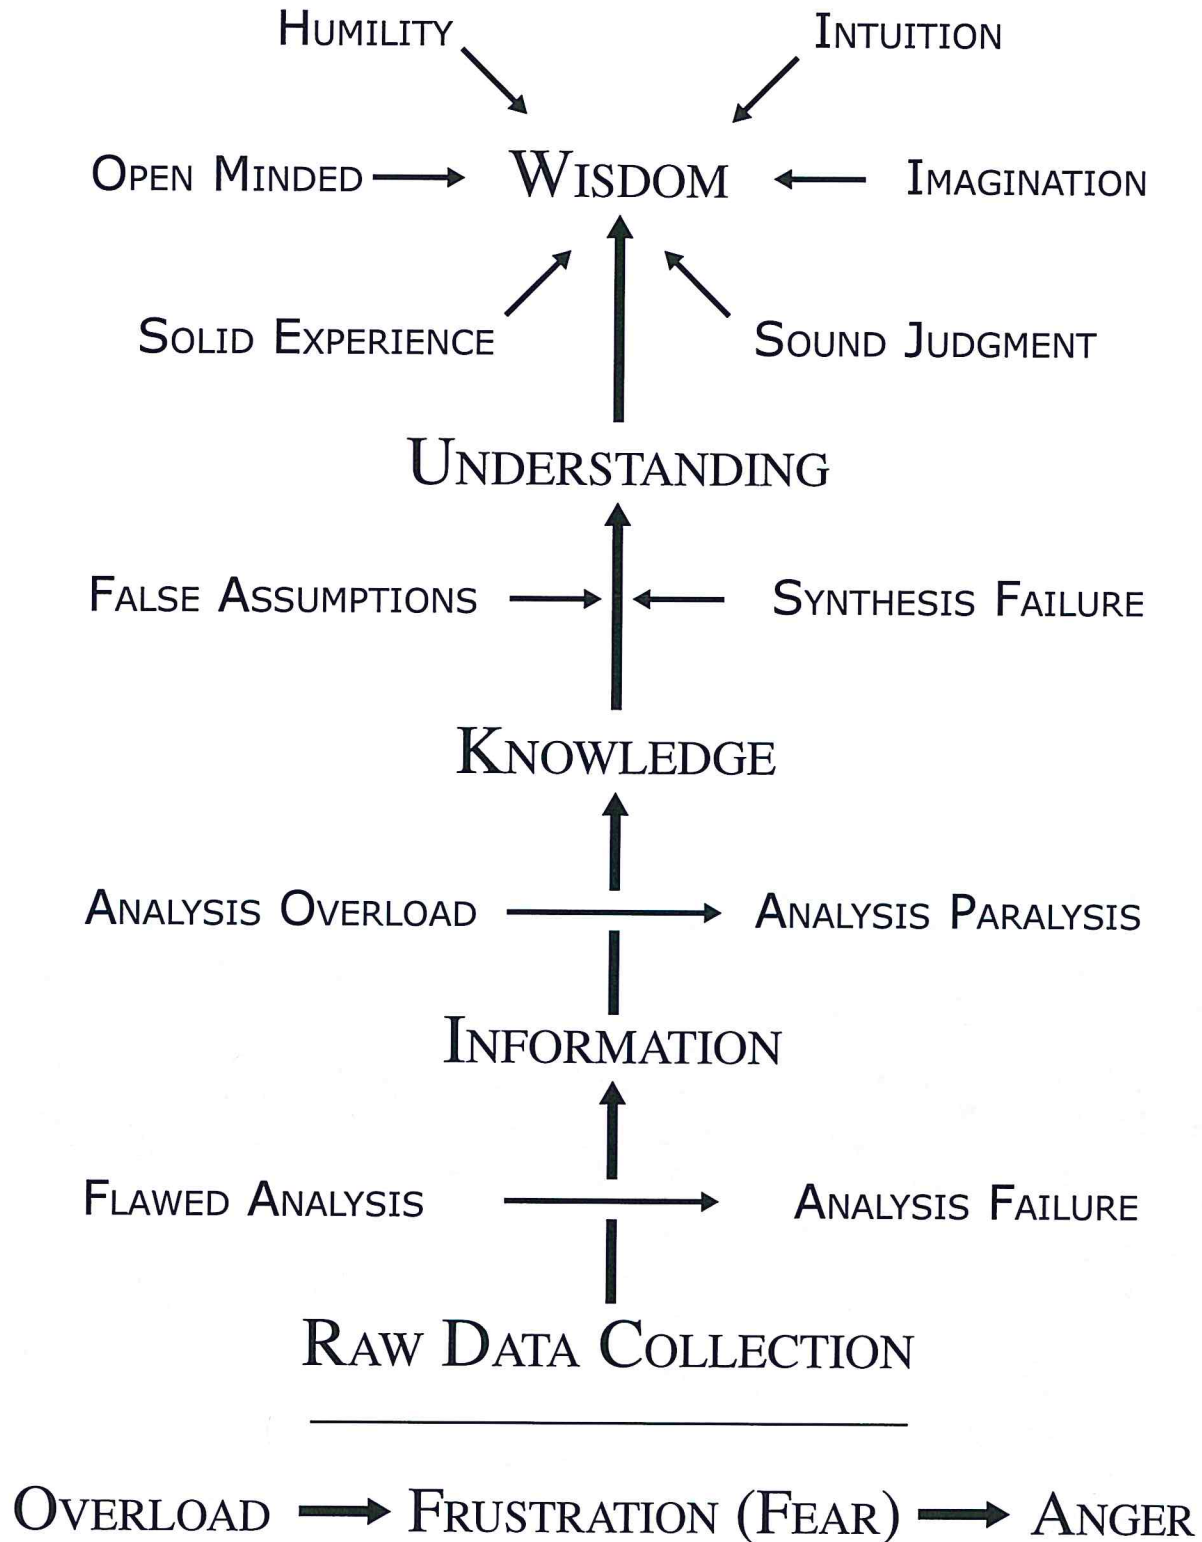 HUMILITY INTUITION
OPEN MINDED WISDOM IMAGINATION
SOLID EXPERIENCE SOUND JUDGMENT
UNDERSTANDING
FALSE ASSUMPTIONS SYNTHESIS FAILURE
KNOWLEDGE
ANALYSIS OVERLOAD ANALYSIS PARALYSIS
INFORMATION
FLAWED ANALYSIS ANALYSIS FAILURE
RAW DATA COLLECTION
OVERLOAD FRUSTRATION (FEAR) ANGER